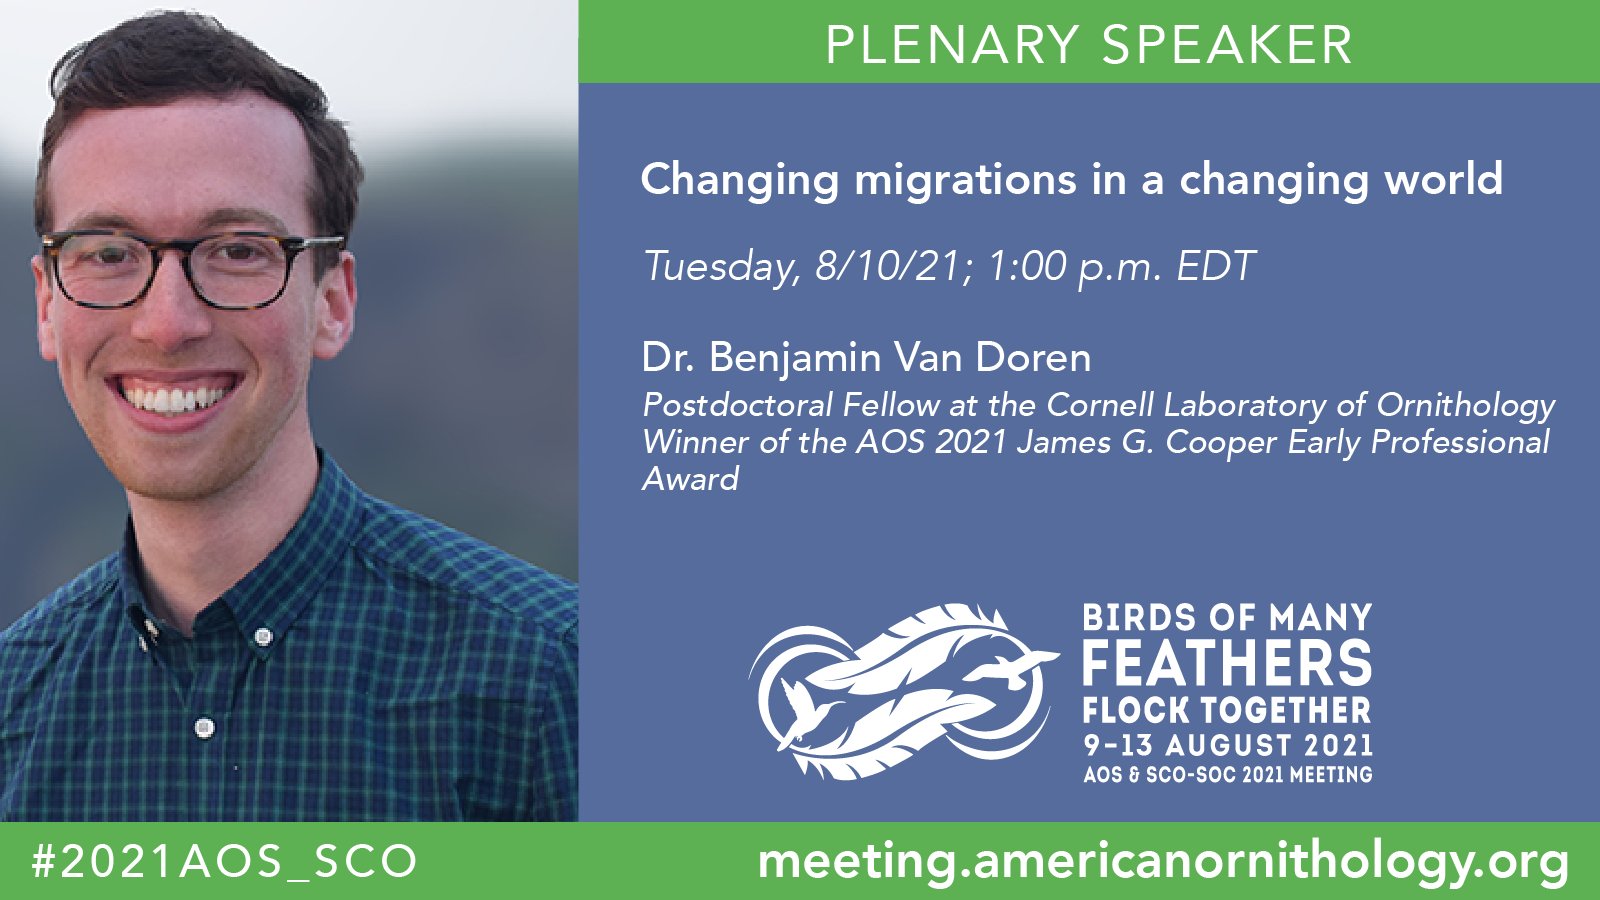 PLENARY SPEAKER
Changing migrations in a changing world
Tuesday, 8/10/21; 1:00 p.m. EDT
Dr. Benjamin Van Doren
Postdoctoral Fellow at the Cornell Laboratory of Ornithology
Winner of the AOS 2021 James G. Cooper Early Professional
Award
BIRDS OF MANY
FEATHERS
FLOCK TOGETHER
9–13 AUGUST 2021
AOS & SCO-SOC 2021 MEETING
#2021AOS_SCO
meeting.americanornithology.org